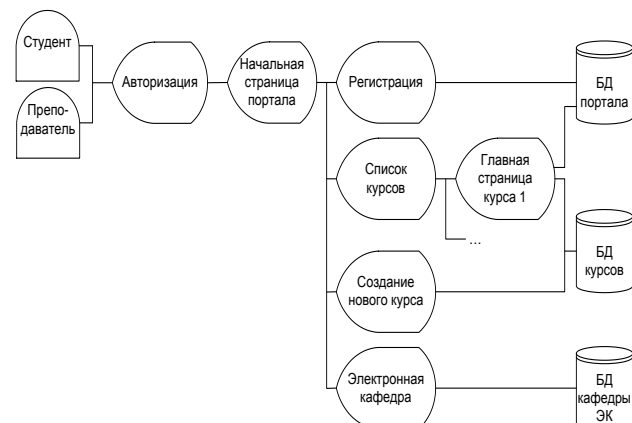 Студент
Препо-
даватель
Авторизация
Начальная
страница
портала
Регистрация
БД
портала
Список
курсов
Главная
страница
курса 1
...
БД
курсов
Создание
нового курса
Электронная
кафедра
БД
кафедры
ЭК